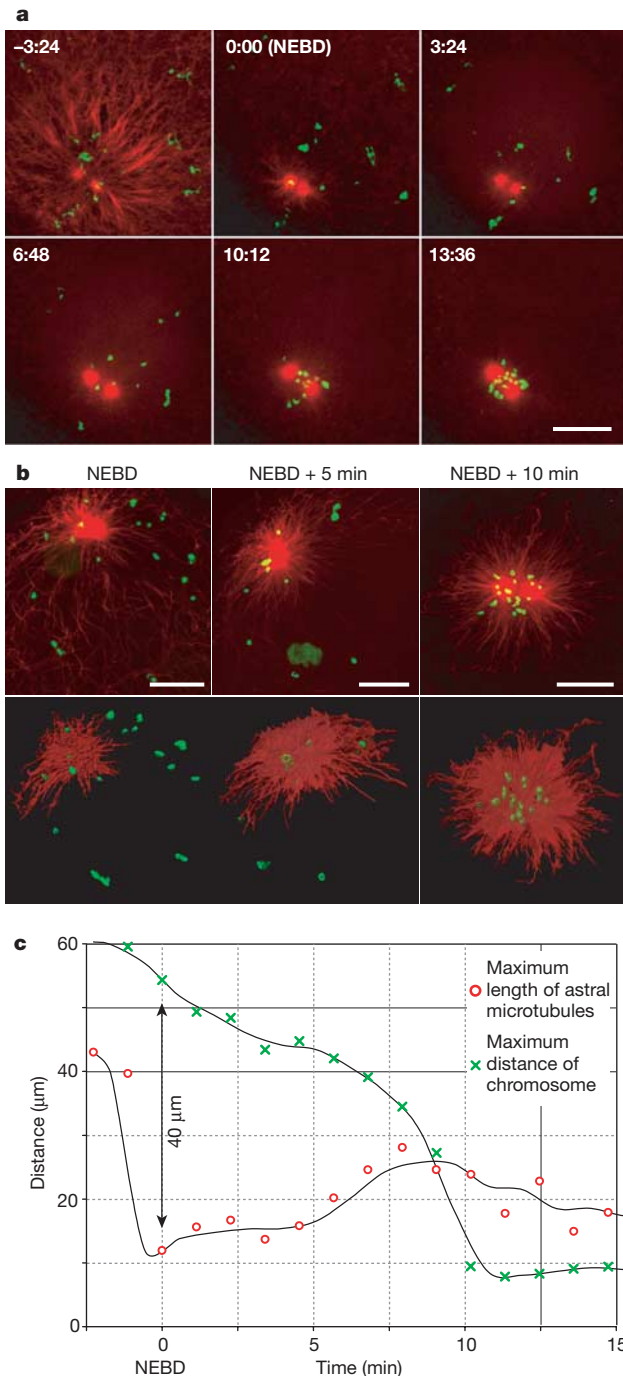 a
−3:24
0:00 (NEBD)
3:24
6:48
10:12
13:36
b
NEBD
NEBD + 5 min
NEBD + 10 min
c
60
40
20
0
Distance (μm)
40 μm
Maximum
length of astral
microtubules
Maximum
distance of
chromosome
0
5
10
15
NEBD
Time (min)